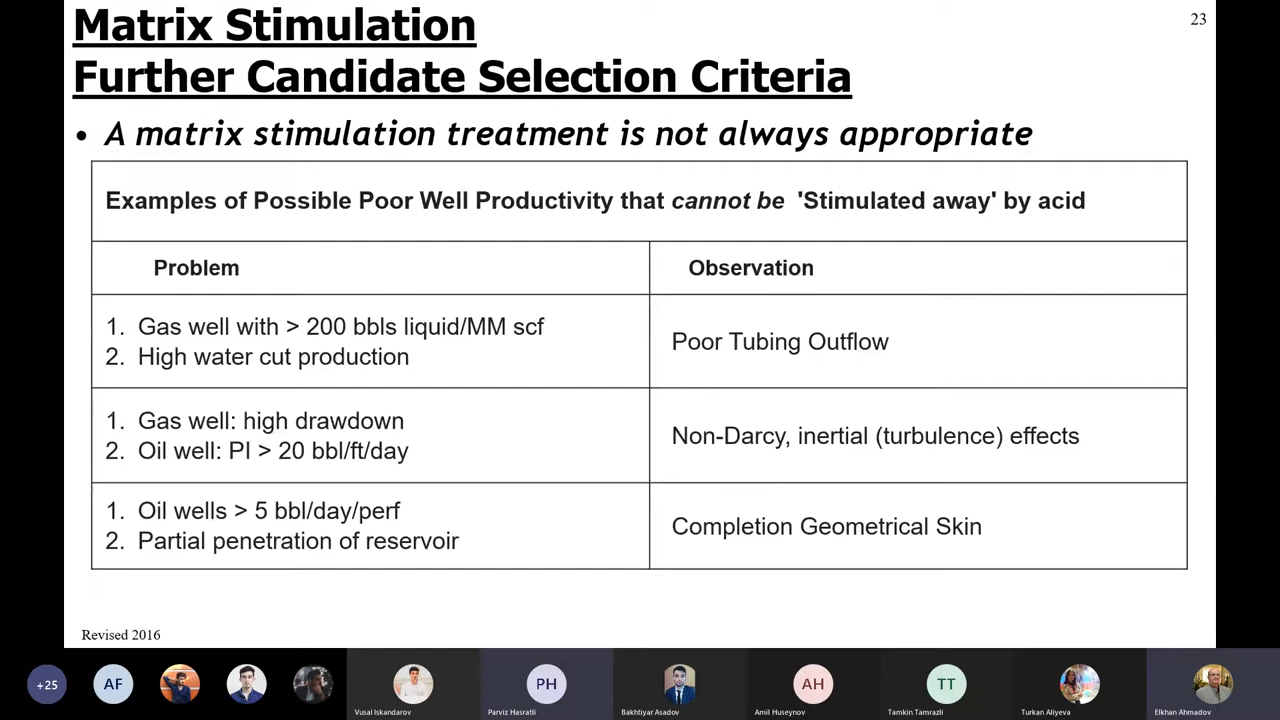 Matrix Stimulation
23
Further Candidate Selection Criteria
• A matrix stimulation treatment is not always appropriate
Examples of Possible Poor Well Productivity that cannot be 'Stimulated away' by acid
Problem
Observation
1. Gas well with > 200 bbls liquid/MM scf
2. High water cut production
Poor Tubing Outflow
1. Gas well: high drawdown
2. Oil well: PI > 20 bbl/ft/day
Non-Darcy, inertial (turbulence) effects
1. Oil wells > 5 bbl/day/perf
2. Partial penetration of reservoir
Completion Geometrical Skin
Revised 2016
+25
AF
PH
AH
TT
Vusal Iskandarov
Parviz Hasratli
Bakhtiyar Asadov
Amil Huseynov
Tamkin Tamrazli
Turkan Aliyeva
Elkhan Ahmadov